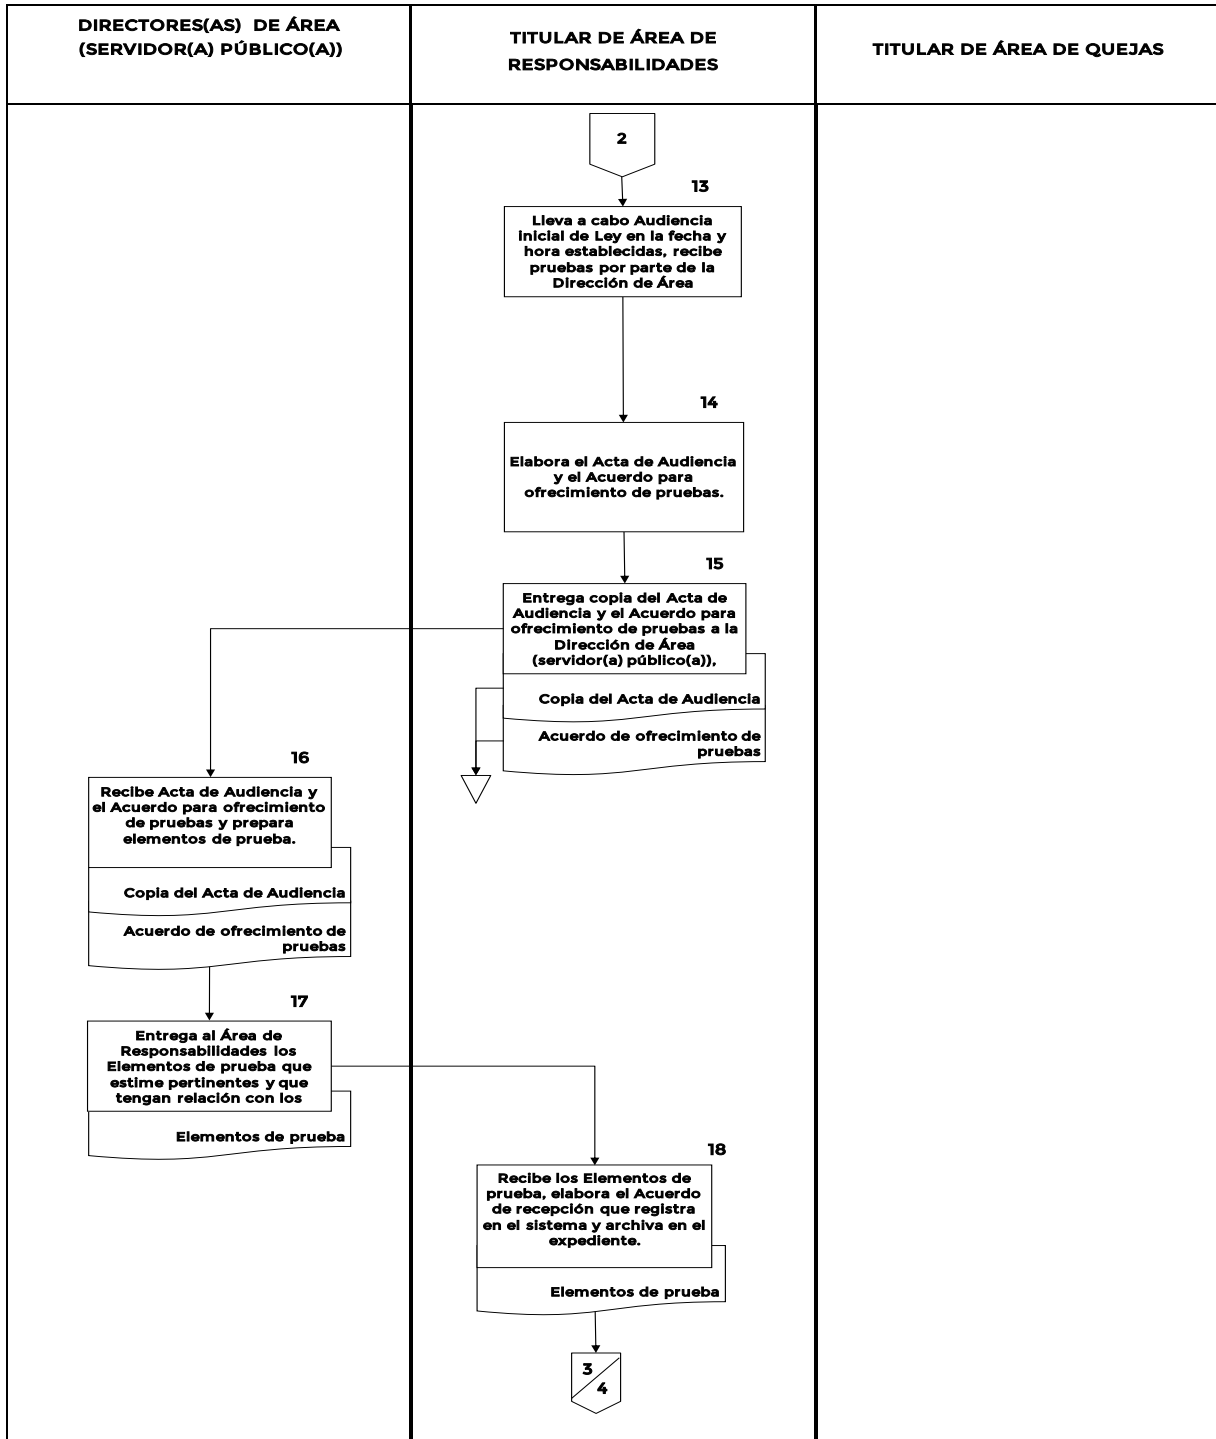 DIRECTORES(AS) DE ÁREA
(SERVIDOR(A) PÚBLICO(A))
TITULAR DE ÁREA DE
RESPONSABILIDADES
TITULAR DE ÁREA DE QUEJAS
2
13
Lleva a cabo Audiencia
inicial de Ley en la fecha y
hora establecidas, recibe
pruebas por parte de la
Dirección de Área
14
Elabora el Acta de Audiencia
y el Acuerdo para
ofrecimiento de pruebas.
15
Entrega copia del Acta de
Audiencia y el Acuerdo para
ofrecimiento de pruebas a la
Dirección de Área
(servidor(a) público(a)),
Copia del Acta de Audiencia
Acuerdo de ofrecimiento de
pruebas
16
Recibe Acta de Audiencia y
el Acuerdo para ofrecimiento
de pruebas y prepara
elementos de prueba.
Copia del Acta de Audiencia
Acuerdo de ofrecimiento de
pruebas
17
Entrega al Área de
Responsabilidades los
Elementos de prueba que
estime pertinentes y que
tengan relación con los
Elementos de prueba
18
Recibe los Elementos de
prueba, elabora el Acuerdo
de recepción que registra
en el sistema y archiva en el
expediente.
Elementos de prueba
3
4